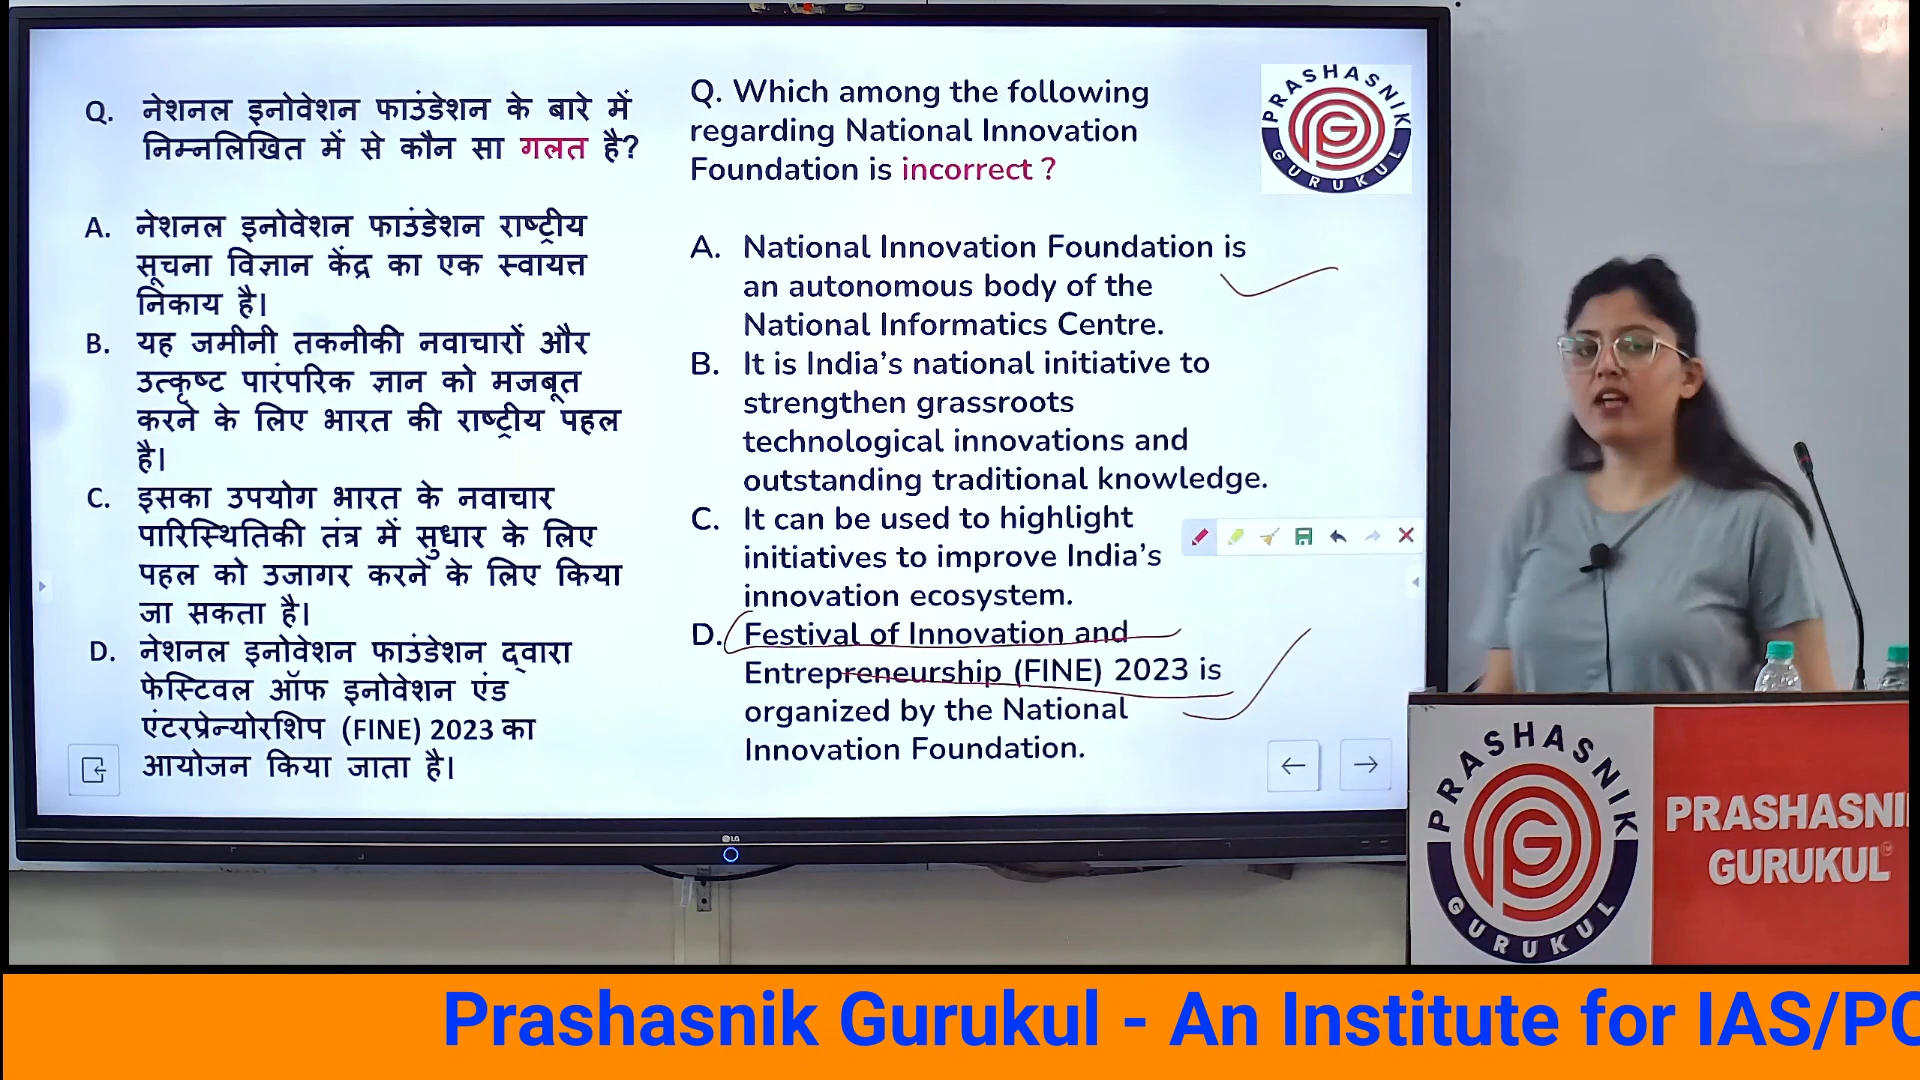 Q. नेशनल इनोवेशन फाउंडेशन के बारे में
निम्नलिखित में से कौन सा गलत है?
A. नेशनल इनोवेशन फाउंडेशन राष्ट्रीय
सूचना विज्ञान केंद्र का एक स्वायत्त
निकाय है।
B. यह जमीनी तकनीकी नवाचारों और
उत्कृष्ट पारंपरिक ज्ञान को मजबूत
करने के लिए भारत की राष्ट्रीय पहल
है।
C. इसका उपयोग भारत के नवाचार
पारिस्थितिकी तंत्र में सुधार के लिए
पहल को उजागर करने के लिए किया
जा सकता है।
D. नेशनल इनोवेशन फाउंडेशन द्वारा
फेस्टिवल ऑफ इनोवेशन एंड
एंटरप्रेन्योरशिप (FINE) 2023 का
आयोजन किया जाता है।
Q. Which among the following
regarding National Innovation
Foundation is incorrect ?
A. National Innovation Foundation is
an autonomous body of the
National Informatics Centre.
B. It is India’s national initiative to
strengthen grassroots
technological innovations and
outstanding traditional knowledge.
C. It can be used to highlight
initiatives to improve India’s
innovation ecosystem.
D. Festival of Innovation and
Entrepreneurship (FINE) 2023 is
organized by the National
Innovation Foundation.
PRASHASNIK
GURUKUL
LG
PRASHASNIK
GURUKUL
PRASHASNI
GURUKUL™
Prashasnik Gurukul - An Institute for IAS/PC